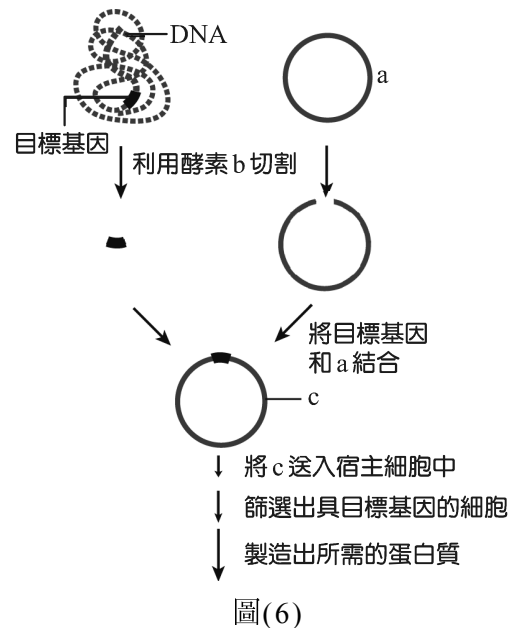 DNA
a
目標基因
利用酵素b切割
將目標基因
和a結合
c
將c送入宿主細胞中
篩選出具目標基因的細胞
製造出所需的蛋白質
圖(6)